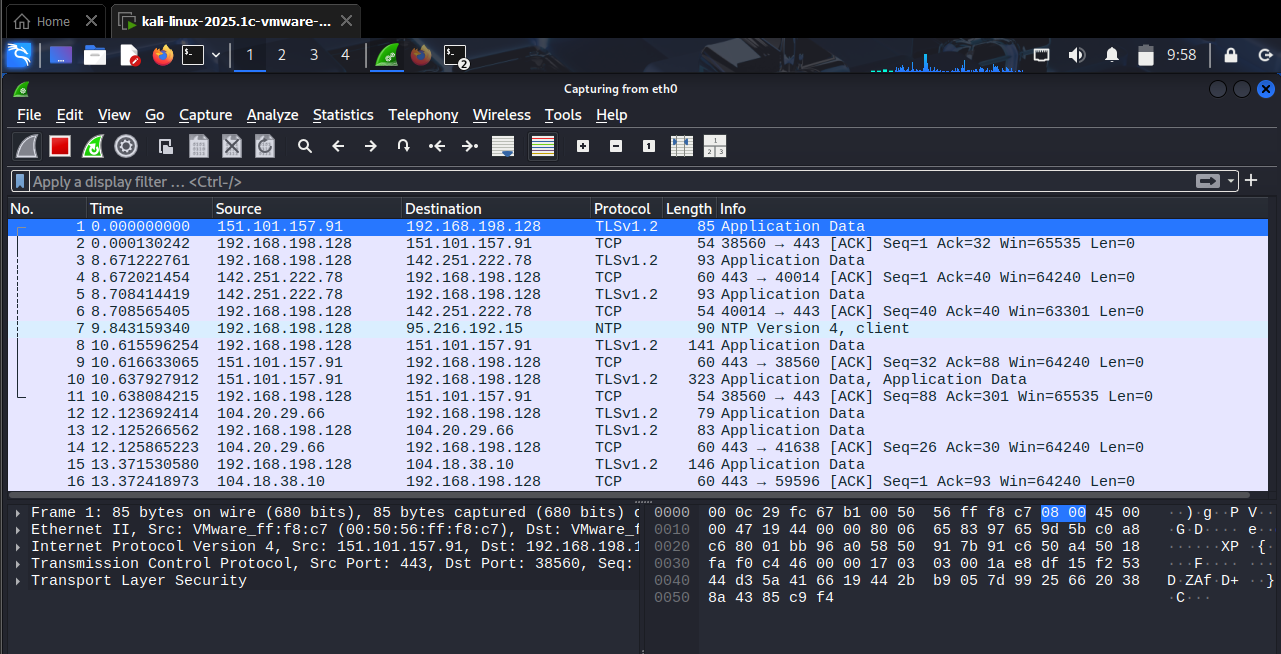 Home
kali-linux-2025.1c-vmware-...
1 2 3 4 2 9:58
Capturing from eth0
File Edit View Go Capture Analyze Statistics Telephony Wireless Tools Help
Apply a display filter ... <Ctrl-/>
No. Time Source Destination Protocol Length Info
1 0.000000000 151.101.157.91 192.168.198.128 TLSv1.2 85 Application Data
2 0.000130242 192.168.198.128 151.101.157.91 TCP 54 38560 → 443 [ACK] Seq=1 Ack=32 Win=65535 Len=0
3 8.671222761 192.168.198.128 142.251.222.78 TLSv1.2 93 Application Data
4 8.672021454 142.251.222.78 192.168.198.128 TCP 60 443 → 40014 [ACK] Seq=1 Ack=40 Win=64240 Len=0
5 8.708414419 142.251.222.78 192.168.198.128 TLSv1.2 93 Application Data
6 8.708565405 192.168.198.128 142.251.222.78 TCP 54 40014 → 443 [ACK] Seq=40 Ack=40 Win=63301 Len=0
7 9.843159340 192.168.198.128 95.216.192.15 NTP 90 NTP Version 4, client
8 10.615596254 192.168.198.128 151.101.157.91 TLSv1.2 141 Application Data
9 10.616633065 151.101.157.91 192.168.198.128 TCP 60 443 → 38560 [ACK] Seq=32 Ack=88 Win=64240 Len=0
10 10.637927912 151.101.157.91 192.168.198.128 TLSv1.2 323 Application Data, Application Data
11 10.638084215 192.168.198.128 151.101.157.91 TCP 54 38560 → 443 [ACK] Seq=88 Ack=301 Win=65535 Len=0
12 12.123692414 104.20.29.66 192.168.198.128 TLSv1.2 79 Application Data
13 12.125266562 192.168.198.128 104.20.29.66 TLSv1.2 83 Application Data
14 12.125865223 104.20.29.66 192.168.198.128 TCP 60 443 → 41638 [ACK] Seq=26 Ack=30 Win=64240 Len=0
15 13.371530580 192.168.198.128 104.18.38.10 TLSv1.2 146 Application Data
16 13.372418973 104.18.38.10 192.168.198.128 TCP 60 443 → 59596 [ACK] Seq=1 Ack=93 Win=64240 Len=0
Frame 1: 85 bytes on wire (680 bits), 85 bytes captured (680 bits) o
Ethernet II, Src: VMware_ff:f8:c7 (00:50:56:ff:f8:c7), Dst: VMware_f
Internet Protocol Version 4, Src: 151.101.157.91, Dst: 192.168.198.1
Transmission Control Protocol, Src Port: 443, Dst Port: 38560, Seq:
Transport Layer Security
0000 00 0c 29 fc 67 b1 00 50 56 ff f8 c7 08 00 45 00 ··)·g··P V·
0010 00 47 19 44 00 00 80 06 65 83 97 65 9d 5b c0 a8 ·G·D···· e·
0020 c6 80 01 bb 96 a0 58 50 91 7b 91 c6 50 a4 50 18 ······XP ·{
0030 fa f0 c4 46 00 00 17 03 03 00 1a e8 df 15 f2 53 ···F····
0040 44 d3 5a 41 66 19 44 2b b9 05 7d 99 25 66 20 38 D·ZAf·D+ ··}
0050 8a 43 85 c9 f4 ·C···